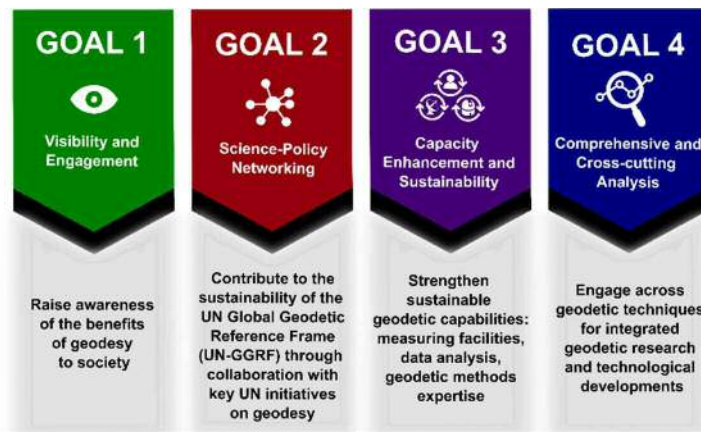 GOAL 1
Visibility and
Engagement
Raise awareness
of the benefits
of geodesy
to society
GOAL 2
Science-Policy
Networking
Contribute to the
sustainability of the
UN Global Geodetic
Reference Frame
(UN-GGRF) through
collaboration with
key UN initiatives
on geodesy
GOAL 3
Capacity
Enhancement and
Sustainability
Strengthen
sustainable
geodetic capabilities:
measuring facilities,
data analysis,
geodetic methods
expertise
GOAL 4
Comprehensive and
Cross-cutting
Analysis
Engage across
geodetic techniques
for integrated
geodetic research
and technological
developments